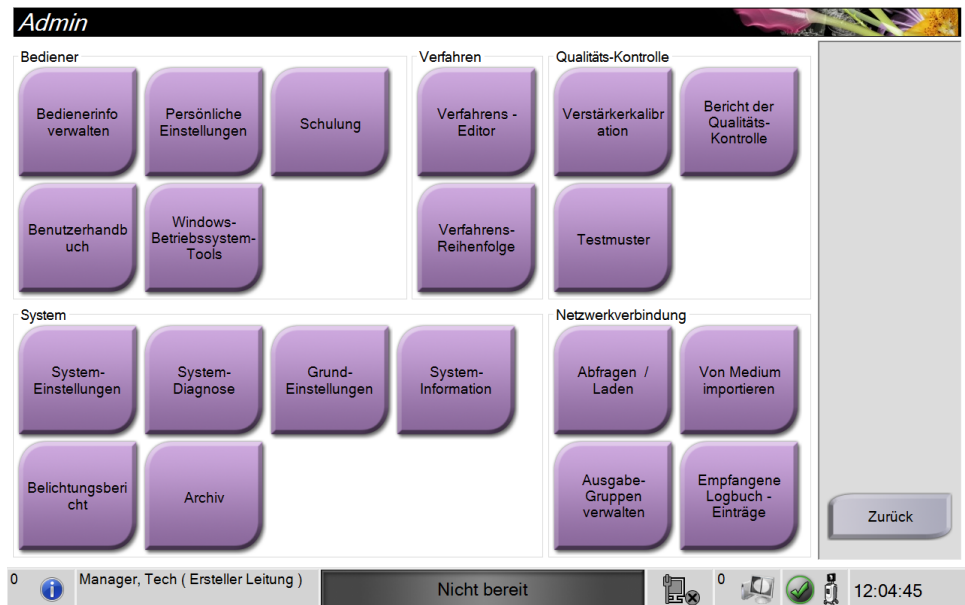 Admin
Bediener
Bedienerinfo
verwalten
Persönliche
Einstellungen
Schulung
Benutzerhandb
uch
Windows-
Betriebssystem-
Tools
Verfahren
Verfahrens -
Editor
Verfahrens-
Reihenfolge
Qualitäts-Kontrolle
Verstärkerkalibr
ation
Bericht der
Qualitäts-
Kontrolle
Testmuster
System
System-
Einstellungen
System-
Diagnose
Grund-
Einstellungen
System-
Information
Belichtungsberi
cht
Archiv
Netzwerkverbindung
Abfragen /
Laden
Von Medium
importieren
Ausgabe-
Gruppen
verwalten
Empfangene
Logbuch -
Einträge
Zurück
0
Manager, Tech ( Ersteller Leitung )
Nicht bereit
0
12:04:45